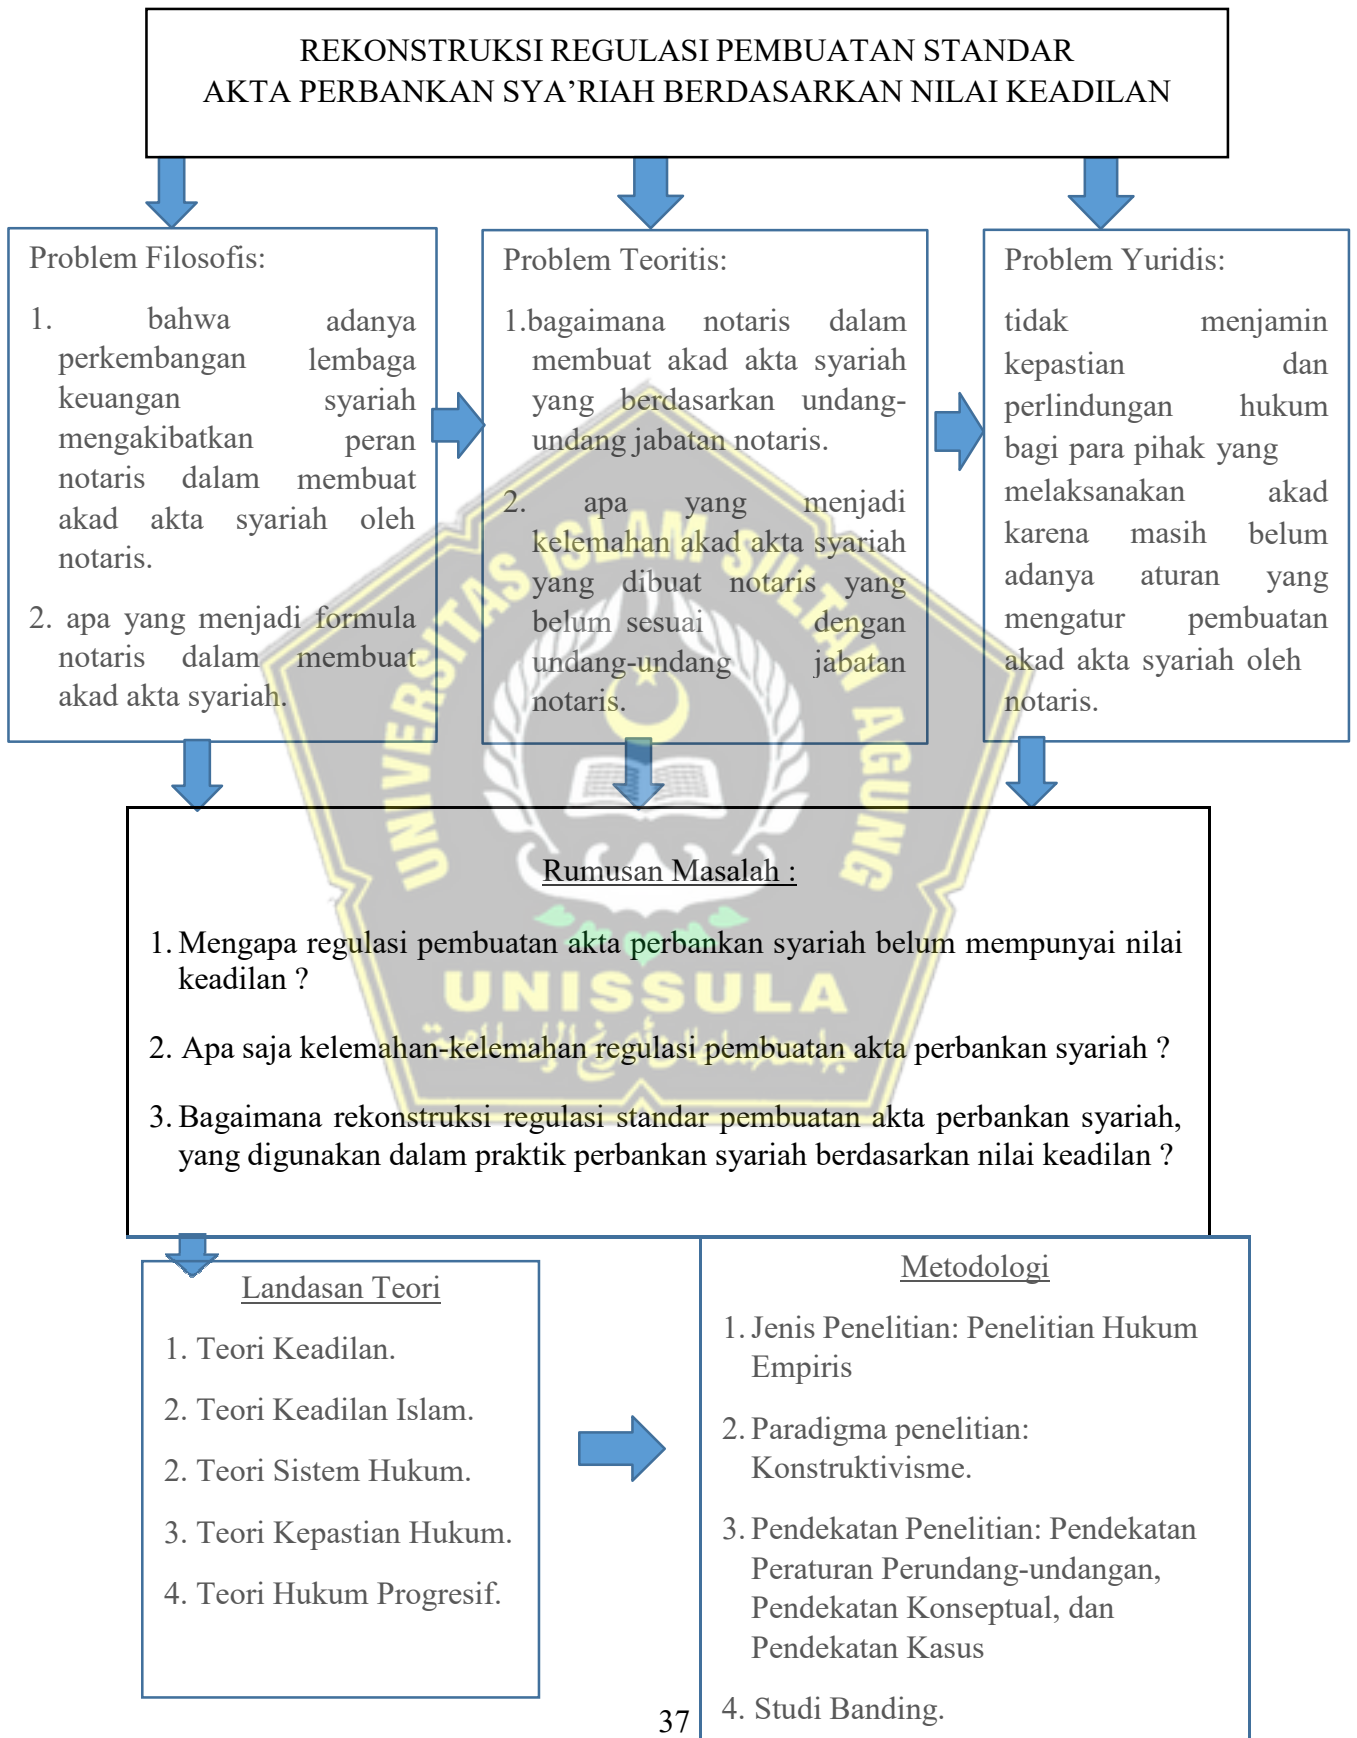 REKONSTRUKSI REGULASI PEMBUATAN STANDAR
AKTA PERBANKAN SYA’RIAH BERDASARKAN NILAI KEADILAN
Problem Filosofis:
1. bahwa adanya
perkembangan lembaga
keuangan syariah
mengakibatkan peran
notaris dalam membuat
akad akta syariah oleh
notaris.
2. apa yang menjadi formula
notaris dalam membuat
akad akta syariah.
Problem Teoritis:
1.bagaimana notaris dalam
membuat akad akta syariah
yang berdasarkan undang-
undang jabatan notaris.
2. apa yang menjadi
kelemahan akad akta syariah
yang dibuat notaris yang
belum sesuai dengan
undang-undang jabatan
notaris.
Problem Yuridis:
tidak menjamin
kepastian dan
perlindungan hukum
bagi para pihak yang
melaksanakan akad
karena masih belum
adanya aturan yang
mengatur pembuatan
akad akta syariah oleh
notaris.
UNIVERSITAS ISLAM SULTAN AGUNG
Rumusan Masalah :
1. Mengapa regulasi pembuatan akta perbankan syariah belum mempunyai nilai
keadilan ?
UNISSULA
2. Apa saja kelemahan-kelemahan regulasi pembuatan akta perbankan syariah ?
3. Bagaimana rekonstruksi regulasi standar pembuatan akta perbankan syariah,
yang digunakan dalam praktik perbankan syariah berdasarkan nilai keadilan ?
Landasan Teori
1. Teori Keadilan.
2. Teori Keadilan Islam.
2. Teori Sistem Hukum.
3. Teori Kepastian Hukum.
4. Teori Hukum Progresif.
Metodologi
1. Jenis Penelitian: Penelitian Hukum
Empiris
2. Paradigma penelitian:
Konstruktivisme.
3. Pendekatan Penelitian: Pendekatan
Peraturan Perundang-undangan,
Pendekatan Konseptual, dan
Pendekatan Kasus
4. Studi Banding.
37